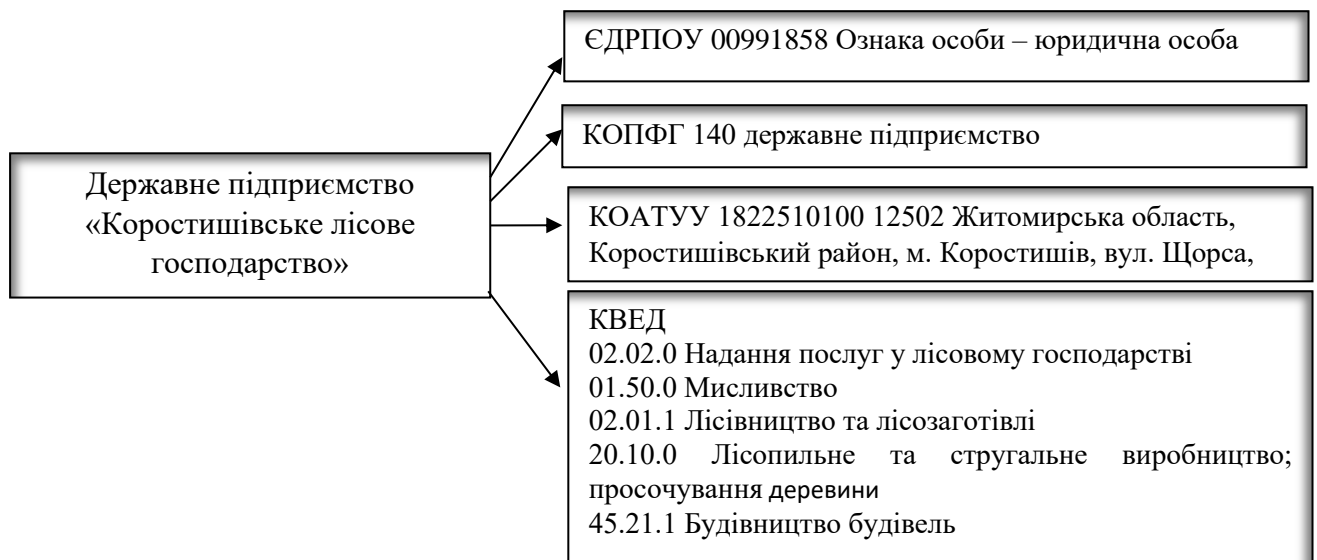 ЄДРПОУ 00991858 Ознака особи – юридична особа
КОПФГ 140 державне підприємство
Державне підприємство
«Коростишівське лісове
господарство»
КОАТУУ 1822510100 12502 Житомирська область,
Коростишівський район, м. Коростишів, вул. Щорса,
КВЕД
02.02.0 Надання послуг у лісовому господарстві
01.50.0 Мисливство
02.01.1 Лісівництво та лісозаготівлі
20.10.0 Лісопильне та стругальне виробництво;
просочування деревини
45.21.1 Будівництво будівель